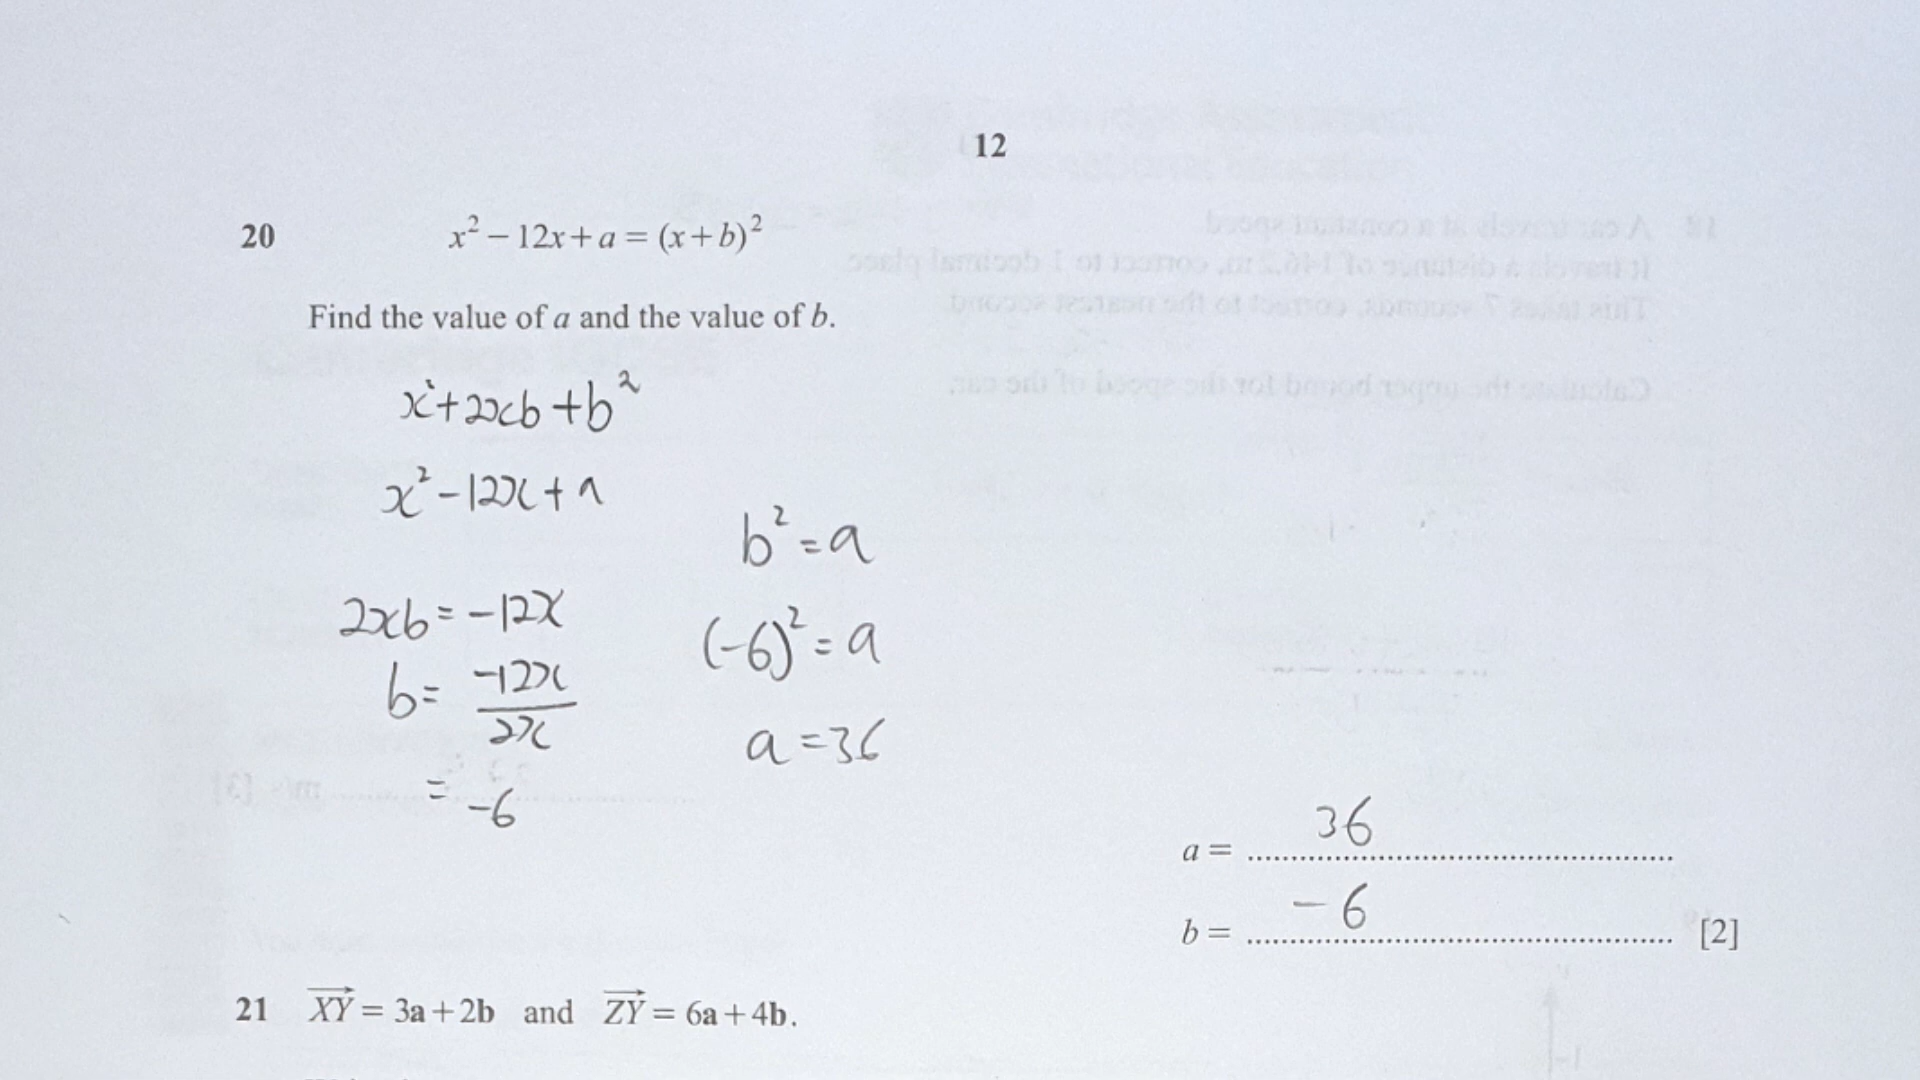 12
20 x² − 12x + a = (x + b)²
Find the value of a and the value of b.
x² + 2xb + b²
x² − 12x + a
b² = a
2xb = −12x
(−6)² = a
b = −12x / 2x
a = 36
= −6
a = 36
b = −6 [2]
21 XY = 3a + 2b and ZY = 6a + 4b.